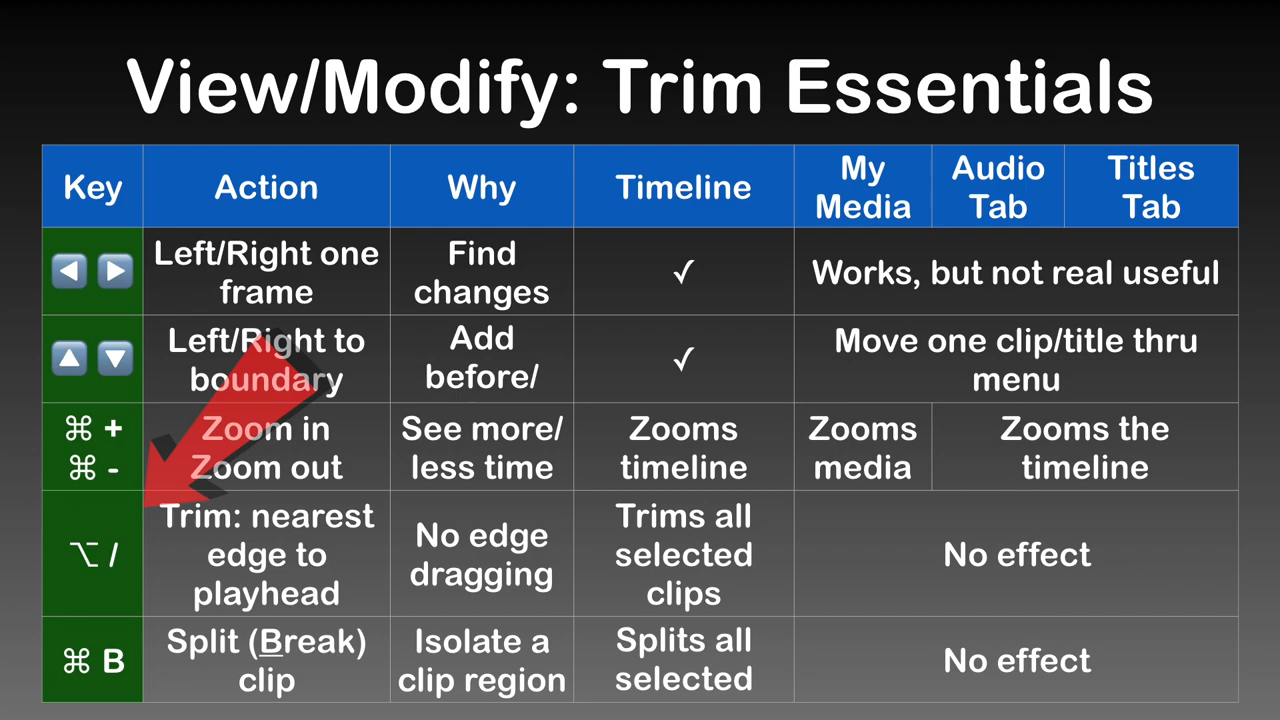 View/Modify: Trim Essentials
Key
Action
Why
Timeline
My
Media
Audio
Tab
Titles
Tab
◀ ▶
Left/Right one
frame
Find
changes
✓
Works, but not real useful
▲ ▼
Left/Right to
boundary
Add
before/
✓
Move one clip/title thru
menu
⌘ +
⌘ -
Zoom in
Zoom out
See more/
less time
Zooms
timeline
Zooms
media
Zooms the
timeline
⌥ /
Trim: nearest
edge to
playhead
No edge
dragging
Trims all
selected
clips
No effect
⌘ B
Split (Break)
clip
Isolate a
clip region
Splits all
selected
No effect